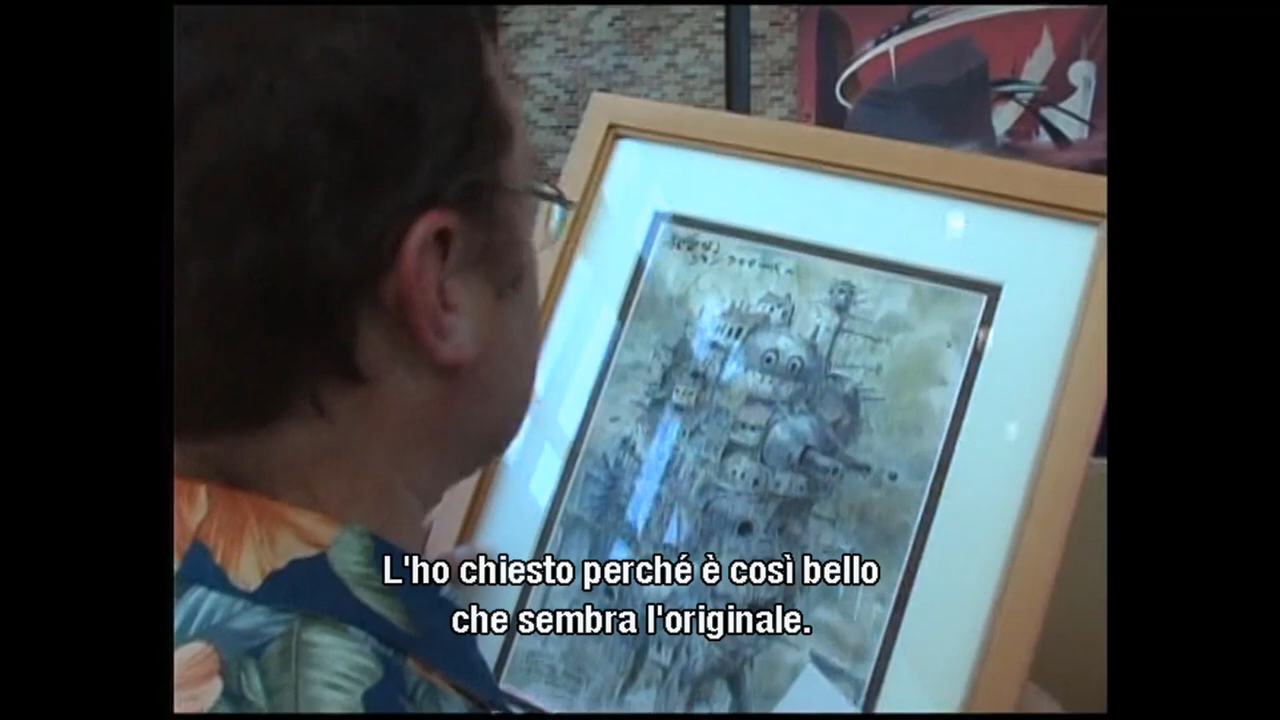 L'ho chiesto perché è così bello
che sembra l'originale.